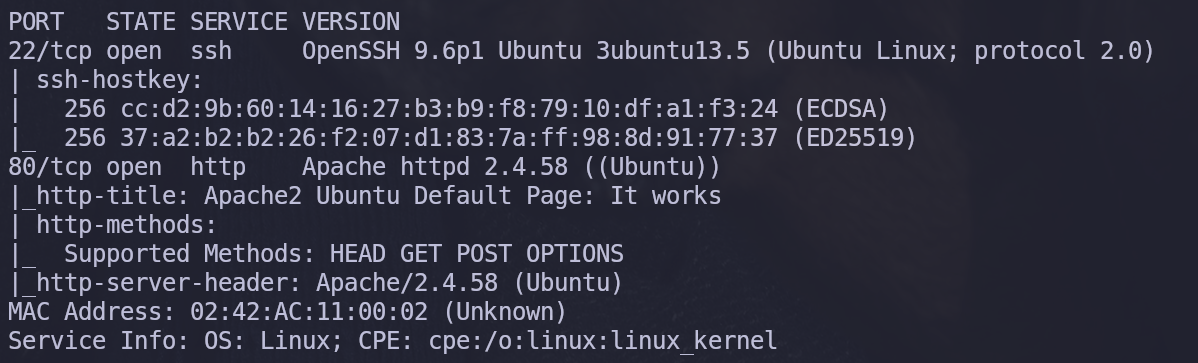 PORT   STATE SERVICE VERSION
22/tcp open  ssh     OpenSSH 9.6p1 Ubuntu 3ubuntu13.5 (Ubuntu Linux; protocol 2.0)
| ssh-hostkey:
|   256 cc:d2:9b:60:14:16:27:b3:b9:f8:79:10:df:a1:f3:24 (ECDSA)
|_  256 37:a2:b2:b2:26:f2:07:d1:83:7a:ff:98:8d:91:77:37 (ED25519)
80/tcp open  http    Apache httpd 2.4.58 ((Ubuntu))
|_http-title: Apache2 Ubuntu Default Page: It works
| http-methods:
|_  Supported Methods: HEAD GET POST OPTIONS
|_http-server-header: Apache/2.4.58 (Ubuntu)
MAC Address: 02:42:AC:11:00:02 (Unknown)
Service Info: OS: Linux; CPE: cpe:/o:linux:linux_kernel